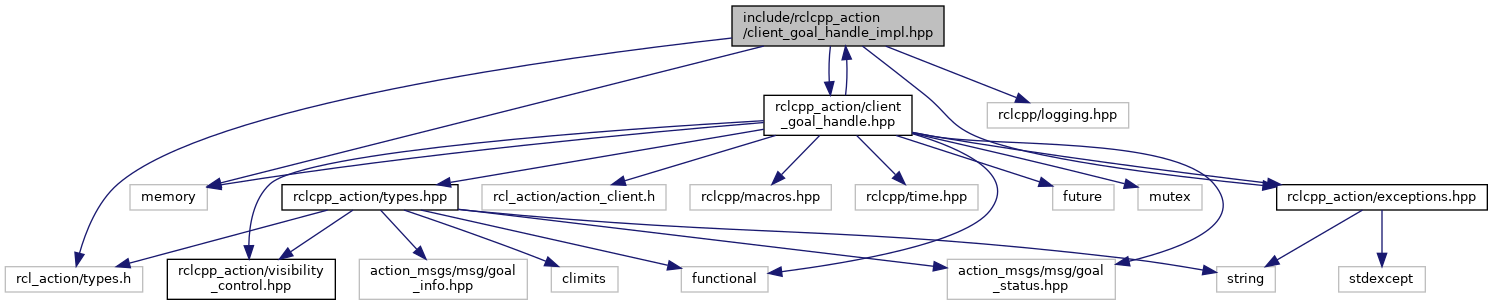 include/rclcpp_action
/client_goal_handle_impl.hpp
rclcpp_action/client
_goal_handle.hpp
rclcpp/logging.hpp
memory
rclcpp_action/types.hpp
rcl_action/action_client.h
rclcpp/macros.hpp
rclcpp/time.hpp
future
mutex
rclcpp_action/exceptions.hpp
rcl_action/types.h
rclcpp_action/visibility
_control.hpp
action_msgs/msg/goal
_info.hpp
climits
functional
action_msgs/msg/goal
_status.hpp
string
stdexcept